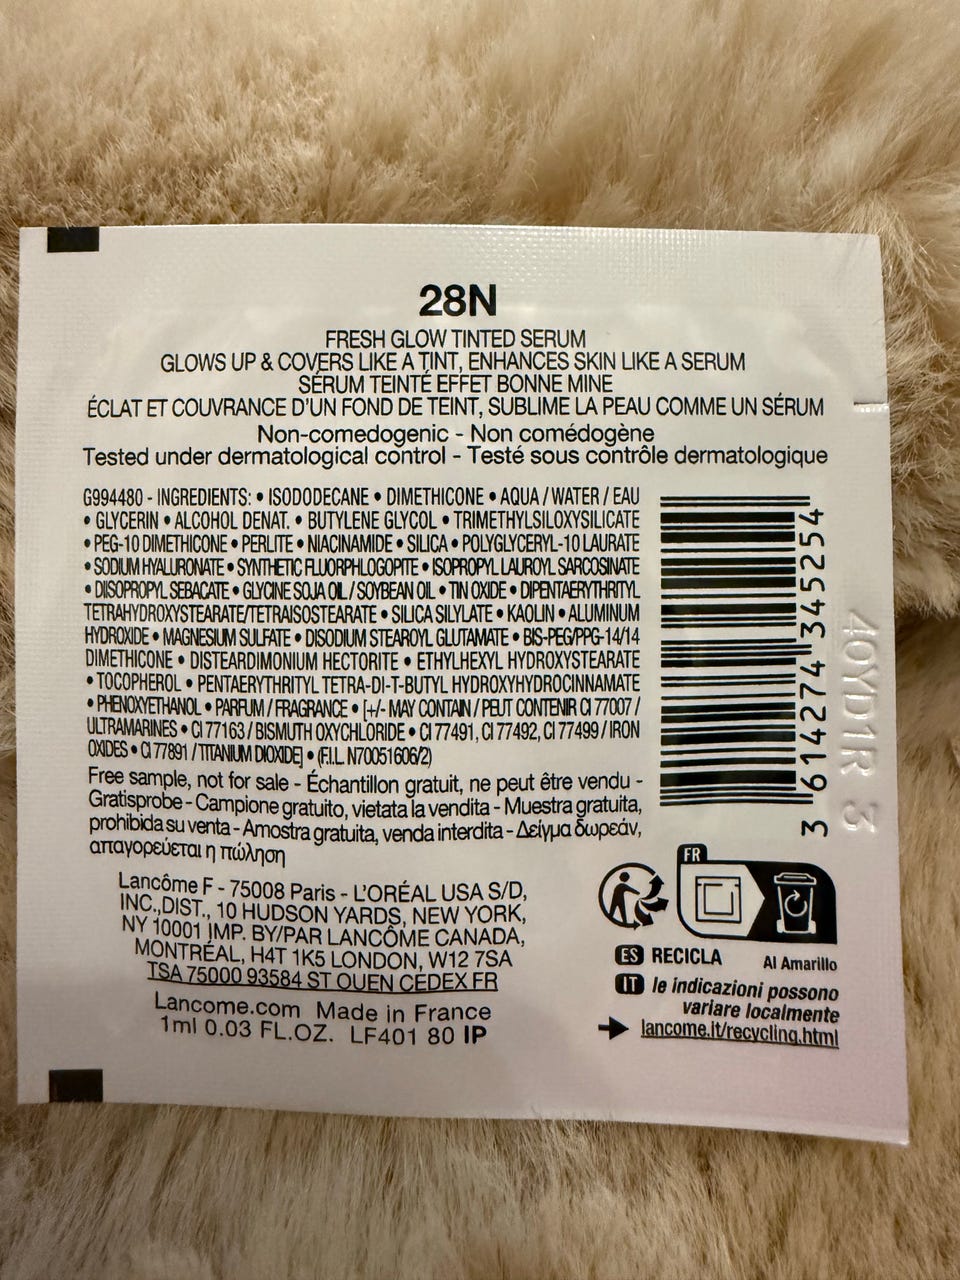 28N
FRESH GLOW TINTED SERUM
GLOWS UP & COVERS LIKE A TINT, ENHANCES SKIN LIKE A SERUM
SÉRUM TEINTÉ EFFET BONNE MINE
ÉCLAT ET COUVRANCE D'UN FOND DE TEINT, SUBLIME LA PEAU COMME UN SÉRUM
Non-comedogenic - Non comédogène
Tested under dermatological control - Testé sous contrôle dermatologique
G994480 - INGREDIENTS: • ISODODECANE • DIMETHICONE • AQUA / WATER / EAU
• GLYCERIN • ALCOHOL DENAT. • BUTYLENE GLYCOL • TRIMETHYLSILOXYSILICATE
• PEG-10 DIMETHICONE • PERLITE • NIACINAMIDE • SILICA • POLYGLYCERYL-10 LAURATE
• SODIUM HYALURONATE • SYNTHETIC FLUORPHLOGOPITE • ISOPROPYL LAUROYL SARCOSINATE
• DIISOPROPYL SEBACATE • GLYCINE SOJA OIL / SOYBEAN OIL • TIN OXIDE • DIPENTAERYTHRITYL
TETRAHYDROXYSTEARATE/TETRAISOSTEARATE • SILICA SILYLATE • KAOLIN • ALUMINUM
HYDROXIDE • MAGNESIUM SULFATE • DISODIUM STEAROYL GLUTAMATE • BIS-PEG/PPG-14/14
DIMETHICONE • DISTEARDIMONIUM HECTORITE • ETHYLHEXYL HYDROXYSTEARATE
• TOCOPHEROL • PENTAERYTHRITYL TETRA-DI-T-BUTYL HYDROXYHYDROCINNAMATE
• PHENOXYETHANOL • PARFUM / FRAGRANCE • [+/- MAY CONTAIN / PEUT CONTENIR CI 77007 /
ULTRAMARINES • CI 77163 / BISMUTH OXYCHLORIDE • CI 77491, CI 77492, CI 77499 / IRON
OXIDES • CI 77891 / TITANIUM DIOXIDE] • (F.I.L. N70051606/2)
Free sample, not for sale - Échantillon gratuit, ne peut être vendu -
Gratisprobe - Campione gratuito, vietata la vendita - Muestra gratuita,
prohibida su venta - Amostra gratuita, venda interdita - Δείγμα δωρεάν,
απαγορεύεται η πώληση
Lancôme F - 75008 Paris - L'ORÉAL USA S/D,
INC.,DIST., 10 HUDSON YARDS, NEW YORK,
NY 10001 IMP. BY/PAR LANCÔME CANADA,
MONTRÉAL, H4T 1K5 LONDON, W12 7SA
TSA 75000 93584 ST OUEN CEDEX FR
Lancome.com Made in France
1ml 0.03 FL.OZ. LF401 80 IP
3 614274 345254
40YD1R 3
FR
ES RECICLA Al Amarillo
IT le indicazioni possono
variare localmente
lancome.it/recycling.html